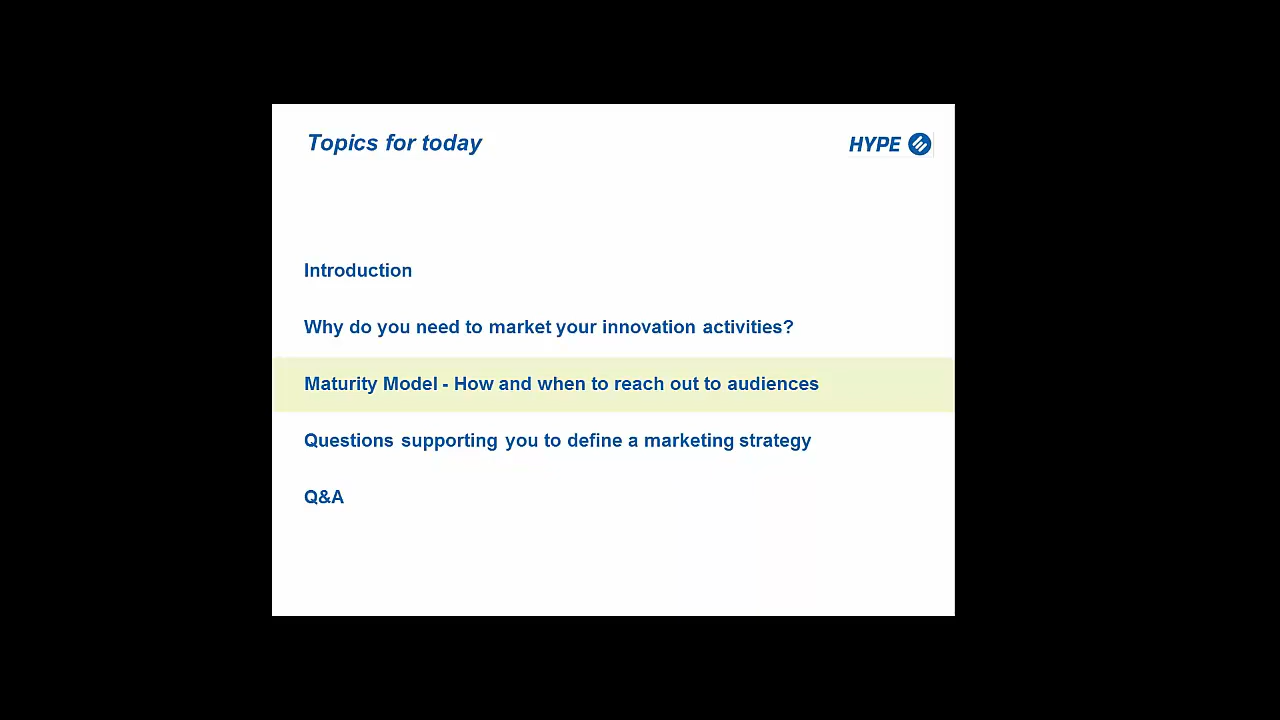 Topics for today
HYPE
Introduction
Why do you need to market your innovation activities?
Maturity Model - How and when to reach out to audiences
Questions supporting you to define a marketing strategy
Q&A